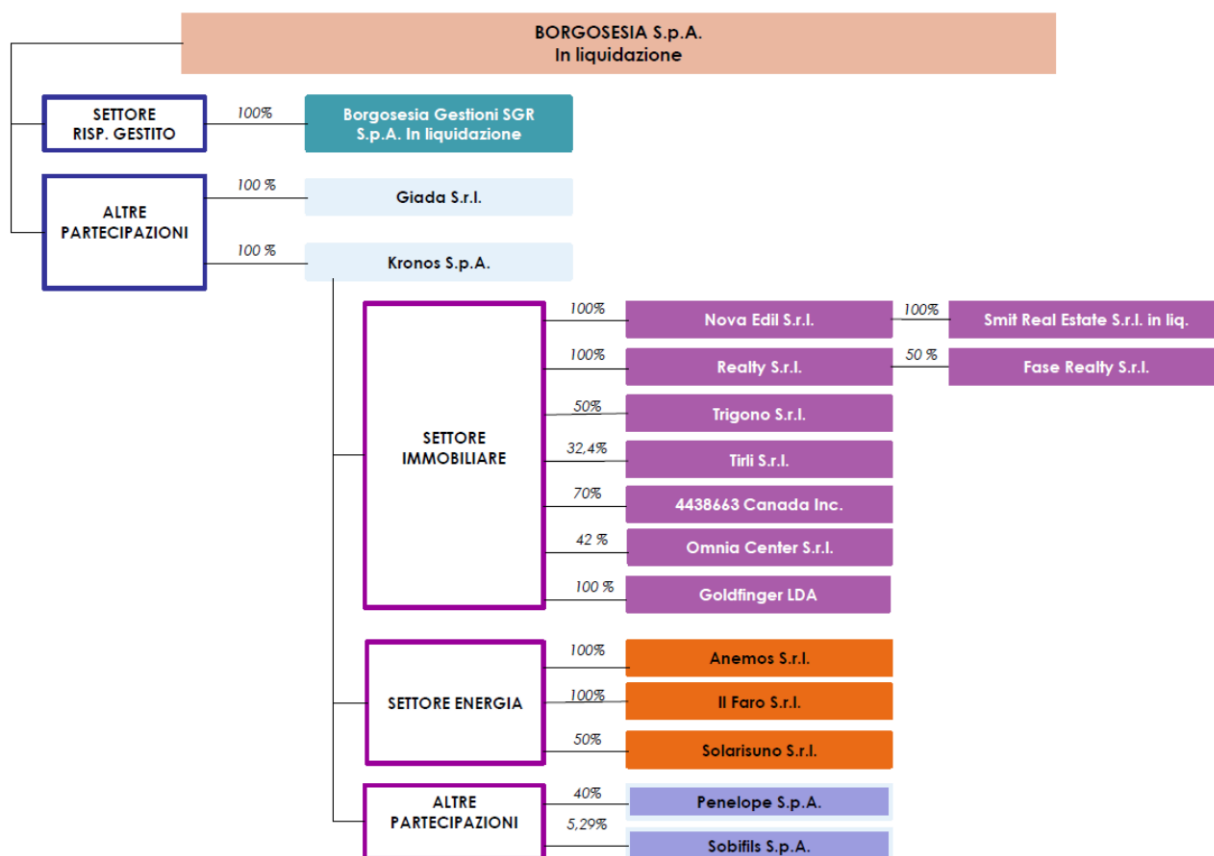 BORGOSESIA S.p.A.
In liquidazione
SETTORE
RISP. GESTITO
100%
Borgosesia Gestioni SGR
S.p.A. In liquidazione
ALTRE
PARTECIPAZIONI
100 %
Giada S.r.l.
100 %
Kronos S.p.A.
SETTORE
IMMOBILIARE
100%
Nova Edil S.r.l.
100%
Smit Real Estate S.r.l. in liq.
100%
Realty S.r.l.
50 %
Fase Realty S.r.l.
50%
Trigono S.r.l.
32,4%
Tirli S.r.l.
70%
4438663 Canada Inc.
42 %
Omnia Center S.r.l.
100 %
Goldfinger LDA
SETTORE ENERGIA
100%
Anemos S.r.l.
100%
Il Faro S.r.l.
50%
Solarisuno S.r.l.
ALTRE
PARTECIPAZIONI
40%
Penelope S.p.A.
5,29%
Sobifils S.p.A.